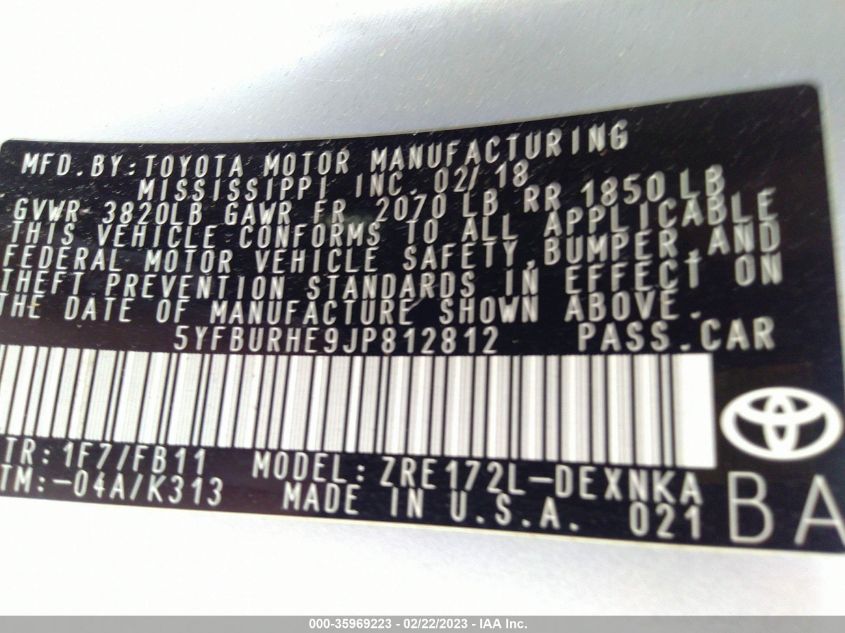 MFD.BY:TOYOTA MOTOR MANUFACTURING
MISSISSIPPI INC. 02/18
GVWR 3820LB GAWR FR 2070 LB RR 1850LB
THIS VEHICLE CONFORMS TO ALL APPLICABLE
FEDERAL MOTOR VEHICLE SAFETY,BUMPER,AND
THEFT PREVENTION STANDARDS IN EFFECT ON
THE DATE OF MANUFACTURE SHOWN ABOVE.
5YFBURHE9JP812812 PASS.CAR
TR:1F7/FB11 MODEL:ZRE172L-DEXNKA
TM:-04A/K313 MADE IN U.S.A. 021
BA
000-35969223 - 02/22/2023 - IAA Inc.